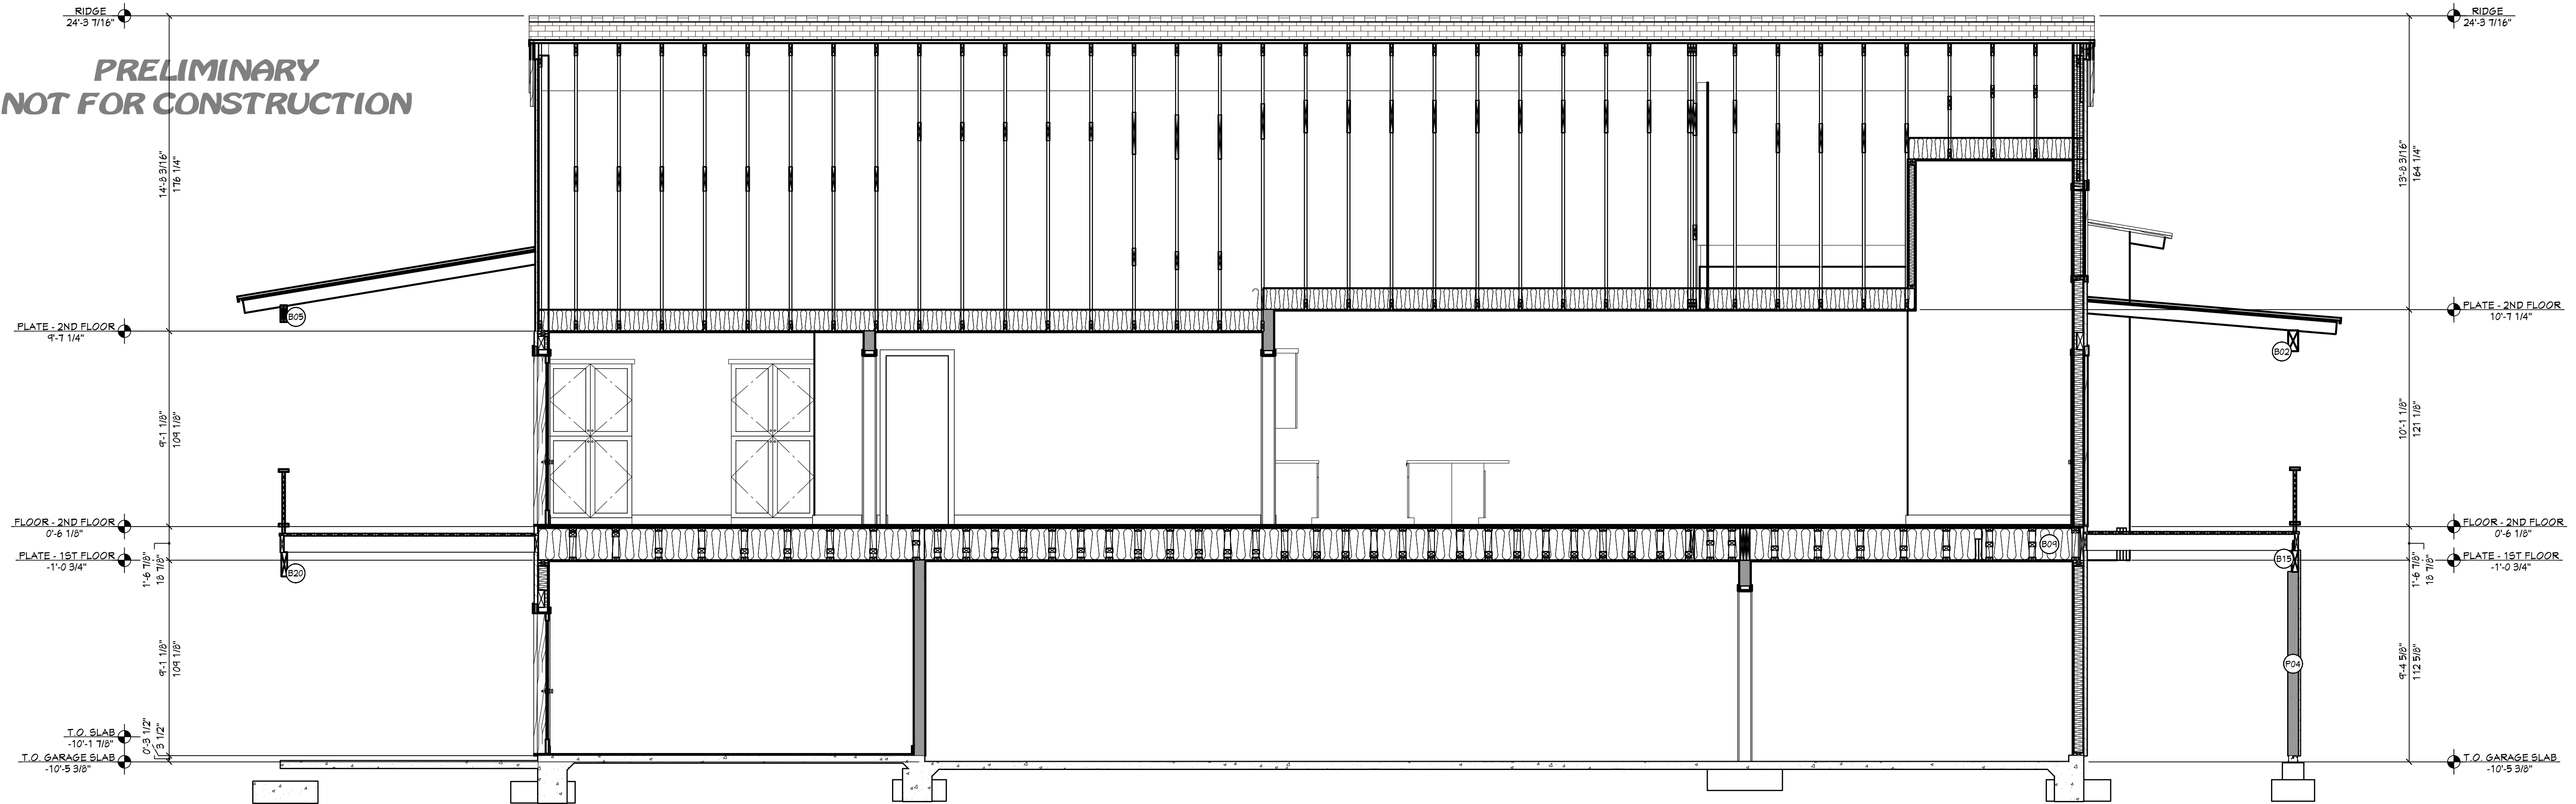 RIDGE
24'-3 7/16"
PRELIMINARY
NOT FOR CONSTRUCTION
14'-8 3/16"
176 1/4"
PLATE - 2ND FLOOR
9'-7 1/4"
9'-1 1/8"
109 1/8"
FLOOR - 2ND FLOOR
0'-6 1/8"
PLATE - 1ST FLOOR
-1'-0 3/4"
1'-6 7/8"
18 7/8"
9'-1 1/8"
109 1/8"
0'-3 1/2"
3 1/2"
T.O. SLAB
-10'-1 7/8"
T.O. GARAGE SLAB
-10'-5 3/8"
B05
B20
B09
B02
B15
P04
RIDGE
24'-3 7/16"
13'-8 3/16"
164 1/4"
PLATE - 2ND FLOOR
10'-7 1/4"
10'-1 1/8"
121 1/8"
FLOOR - 2ND FLOOR
0'-6 1/8"
PLATE - 1ST FLOOR
-1'-0 3/4"
1'-6 7/8"
18 7/8"
9'-4 5/8"
112 5/8"
T.O. GARAGE SLAB
-10'-5 3/8"